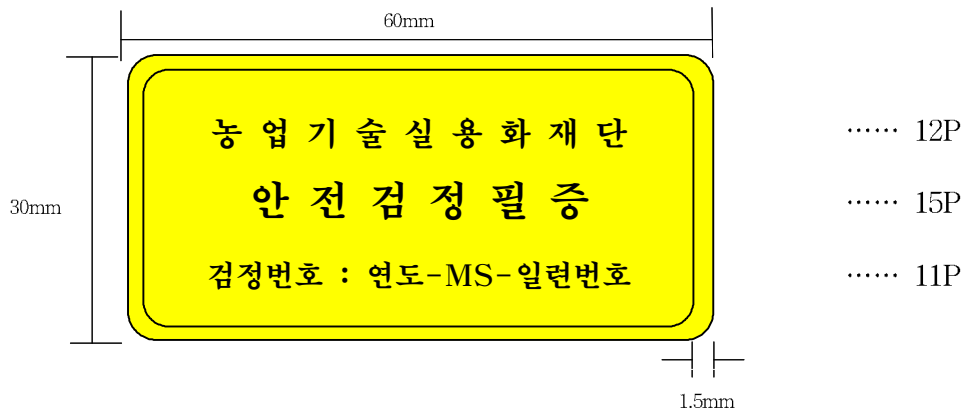 60mm
농 업 기 술 실 용 화 재 단 …… 12P
30mm 안 전 검 정 필 증 …… 15P
검정번호 : 연도-MS-일련번호 …… 11P
1.5mm